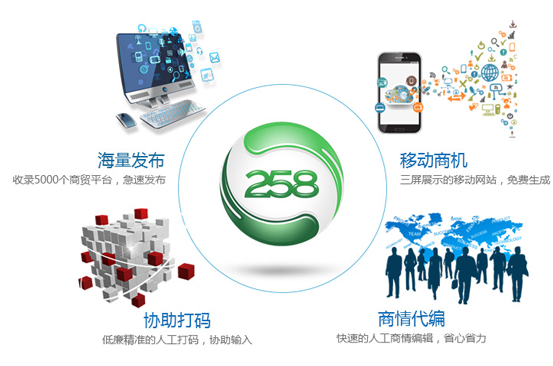 海量发布
收录5000个商贸平台，急速发布
移动商机
三屏展示的移动网站，免费生成
258
协助打码
低廉精准的人工打码，协助输入
商情代编
快速的人工商情编辑，省心省力
TEAM